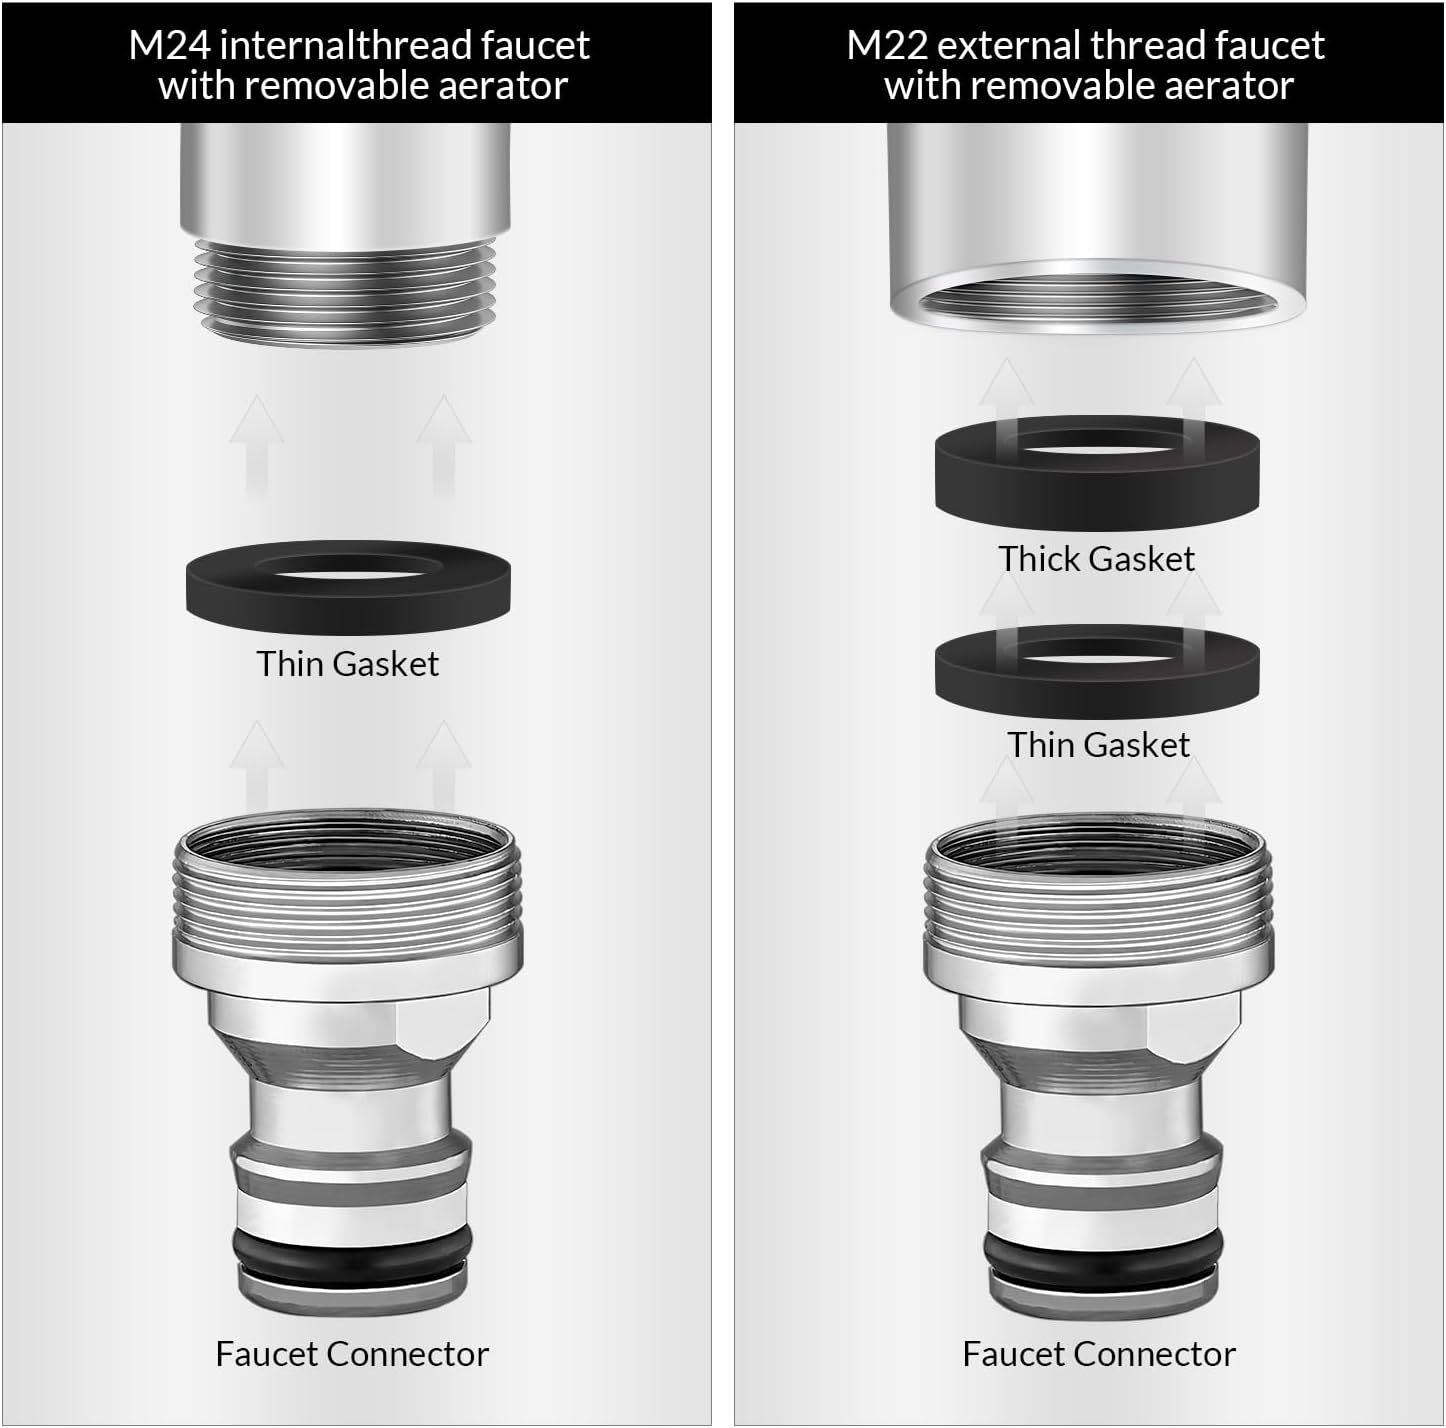 M24 internalthread faucet
with removable aerator
Thin Gasket
Faucet Connector
M22 external thread faucet
with removable aerator
Thick Gasket
Thin Gasket
Faucet Connector